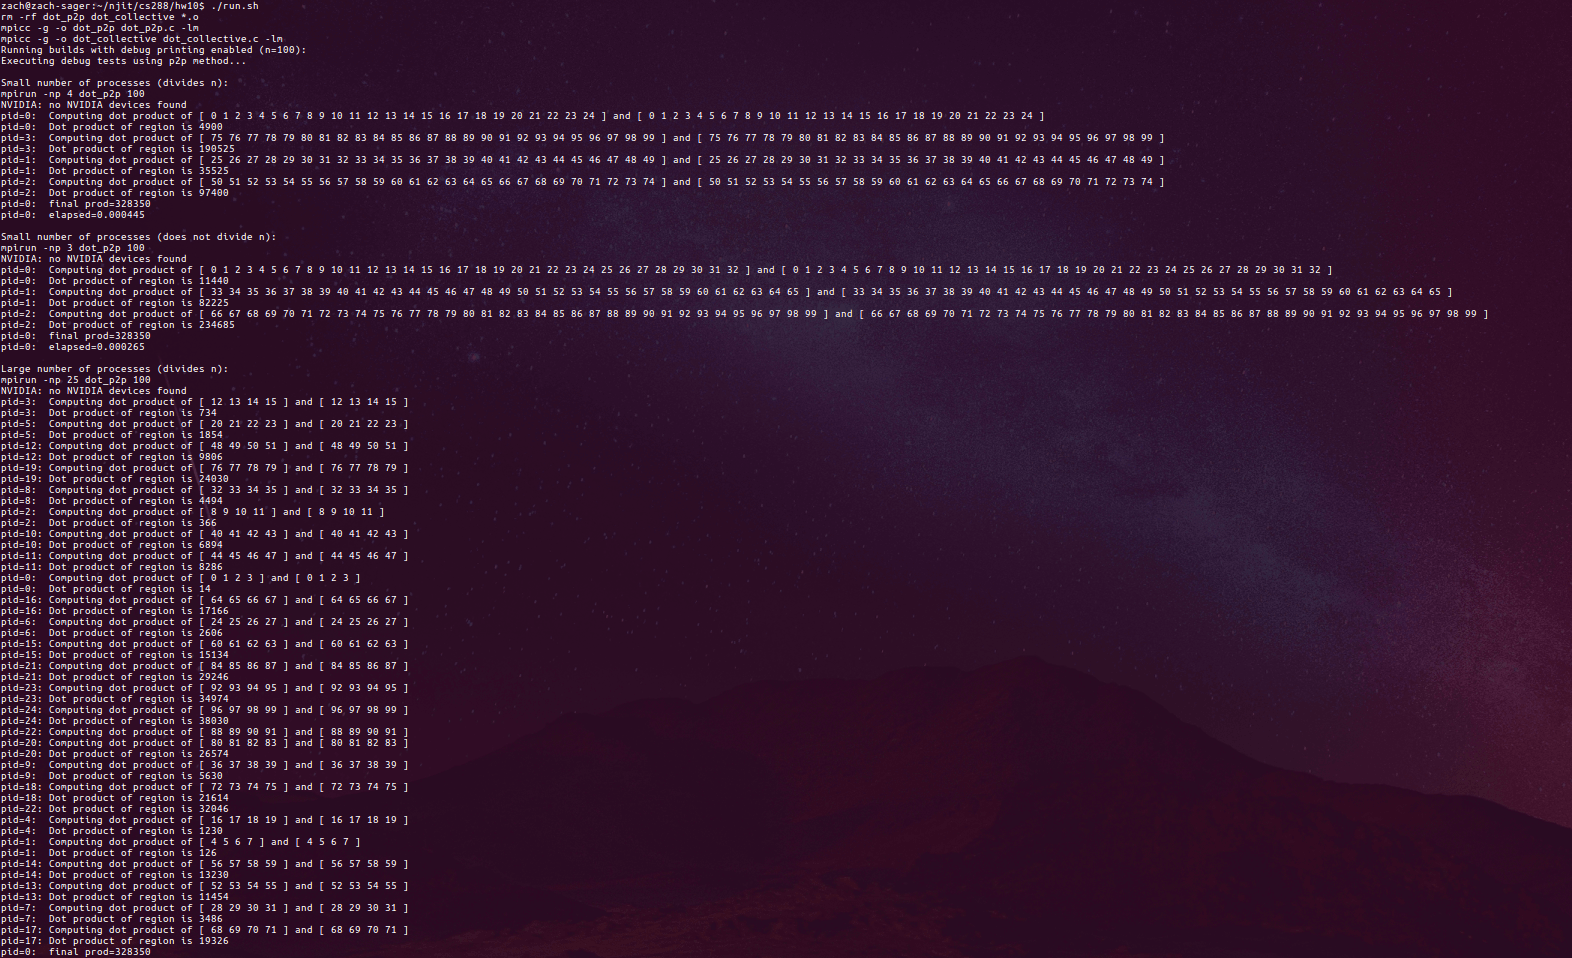 zach@zach-sager:~/njit/cs288/hw10$ ./run.sh
rm -rf dot_p2p dot_collective *.o
mpicc -g -o dot_p2p dot_p2p.c -lm
mpicc -g -o dot_collective dot_collective.c -lm
Running builds with debug printing enabled (n=100):
Executing debug tests using p2p method...
Small number of processes (divides n):
mpirun -np 4 dot_p2p 100
NVIDIA: no NVIDIA devices found
pid=0:  Computing dot product of [ 0 1 2 3 4 5 6 7 8 9 10 11 12 13 14 15 16 17 18 19 20 21 22 23 24 ] and [ 0 1 2 3 4 5 6 7 8 9 10 11 12 13 14 15 16 17 18 19 20 21 22 23 24 ]
pid=0:  Dot product of region is 4900
pid=3:  Computing dot product of [ 75 76 77 78 79 80 81 82 83 84 85 86 87 88 89 90 91 92 93 94 95 96 97 98 99 ] and [ 75 76 77 78 79 80 81 82 83 84 85 86 87 88 89 90 91 92 93 94 95 96 97 98 99 ]
pid=3:  Dot product of region is 190525
pid=1:  Computing dot product of [ 25 26 27 28 29 30 31 32 33 34 35 36 37 38 39 40 41 42 43 44 45 46 47 48 49 ] and [ 25 26 27 28 29 30 31 32 33 34 35 36 37 38 39 40 41 42 43 44 45 46 47 48 49 ]
pid=1:  Dot product of region is 35525
pid=2:  Computing dot product of [ 50 51 52 53 54 55 56 57 58 59 60 61 62 63 64 65 66 67 68 69 70 71 72 73 74 ] and [ 50 51 52 53 54 55 56 57 58 59 60 61 62 63 64 65 66 67 68 69 70 71 72 73 74 ]
pid=2:  Dot product of region is 97400
pid=0:  final prod=328350
pid=0:  elapsed=0.000445
Small number of processes (does not divide n):
mpirun -np 3 dot_p2p 100
NVIDIA: no NVIDIA devices found
pid=0:  Computing dot product of [ 0 1 2 3 4 5 6 7 8 9 10 11 12 13 14 15 16 17 18 19 20 21 22 23 24 25 26 27 28 29 30 31 32 ] and [ 0 1 2 3 4 5 6 7 8 9 10 11 12 13 14 15 16 17 18 19 20 21 22 23 24 25 26 27 28 29 30 31 32 ]
pid=0:  Dot product of region is 11440
pid=1:  Computing dot product of [ 33 34 35 36 37 38 39 40 41 42 43 44 45 46 47 48 49 50 51 52 53 54 55 56 57 58 59 60 61 62 63 64 65 ] and [ 33 34 35 36 37 38 39 40 41 42 43 44 45 46 47 48 49 50 51 52 53 54 55 56 57 58 59 60 61 62 63 64 65 ]
pid=1:  Dot product of region is 82225
pid=2:  Computing dot product of [ 66 67 68 69 70 71 72 73 74 75 76 77 78 79 80 81 82 83 84 85 86 87 88 89 90 91 92 93 94 95 96 97 98 99 ] and [ 66 67 68 69 70 71 72 73 74 75 76 77 78 79 80 81 82 83 84 85 86 87 88 89 90 91 92 93 94 95 96 97 98 99 ]
pid=2:  Dot product of region is 234685
pid=0:  final prod=328350
pid=0:  elapsed=0.000265
Large number of processes (divides n):
mpirun -np 25 dot_p2p 100
NVIDIA: no NVIDIA devices found
pid=3:  Computing dot product of [ 12 13 14 15 ] and [ 12 13 14 15 ]
pid=3:  Dot product of region is 734
pid=5:  Computing dot product of [ 20 21 22 23 ] and [ 20 21 22 23 ]
pid=5:  Dot product of region is 1854
pid=12: Computing dot product of [ 48 49 50 51 ] and [ 48 49 50 51 ]
pid=12: Dot product of region is 9806
pid=19: Computing dot product of [ 76 77 78 79 ] and [ 76 77 78 79 ]
pid=19: Dot product of region is 24030
pid=8:  Computing dot product of [ 32 33 34 35 ] and [ 32 33 34 35 ]
pid=8:  Dot product of region is 4494
pid=2:  Computing dot product of [ 8 9 10 11 ] and [ 8 9 10 11 ]
pid=2:  Dot product of region is 366
pid=10: Computing dot product of [ 40 41 42 43 ] and [ 40 41 42 43 ]
pid=10: Dot product of region is 6894
pid=11: Computing dot product of [ 44 45 46 47 ] and [ 44 45 46 47 ]
pid=11: Dot product of region is 8286
pid=0:  Computing dot product of [ 0 1 2 3 ] and [ 0 1 2 3 ]
pid=0:  Dot product of region is 14
pid=16: Computing dot product of [ 64 65 66 67 ] and [ 64 65 66 67 ]
pid=16: Dot product of region is 17166
pid=6:  Computing dot product of [ 24 25 26 27 ] and [ 24 25 26 27 ]
pid=6:  Dot product of region is 2606
pid=15: Computing dot product of [ 60 61 62 63 ] and [ 60 61 62 63 ]
pid=15: Dot product of region is 15134
pid=21: Computing dot product of [ 84 85 86 87 ] and [ 84 85 86 87 ]
pid=21: Dot product of region is 29246
pid=23: Computing dot product of [ 92 93 94 95 ] and [ 92 93 94 95 ]
pid=23: Dot product of region is 34974
pid=24: Computing dot product of [ 96 97 98 99 ] and [ 96 97 98 99 ]
pid=24: Dot product of region is 38030
pid=22: Computing dot product of [ 88 89 90 91 ] and [ 88 89 90 91 ]
pid=20: Computing dot product of [ 80 81 82 83 ] and [ 80 81 82 83 ]
pid=20: Dot product of region is 26574
pid=9:  Computing dot product of [ 36 37 38 39 ] and [ 36 37 38 39 ]
pid=9:  Dot product of region is 5630
pid=18: Computing dot product of [ 72 73 74 75 ] and [ 72 73 74 75 ]
pid=18: Dot product of region is 21614
pid=22: Dot product of region is 32046
pid=4:  Computing dot product of [ 16 17 18 19 ] and [ 16 17 18 19 ]
pid=4:  Dot product of region is 1230
pid=1:  Computing dot product of [ 4 5 6 7 ] and [ 4 5 6 7 ]
pid=1:  Dot product of region is 126
pid=14: Computing dot product of [ 56 57 58 59 ] and [ 56 57 58 59 ]
pid=14: Dot product of region is 13230
pid=13: Computing dot product of [ 52 53 54 55 ] and [ 52 53 54 55 ]
pid=13: Dot product of region is 11454
pid=7:  Computing dot product of [ 28 29 30 31 ] and [ 28 29 30 31 ]
pid=7:  Dot product of region is 3486
pid=17: Computing dot product of [ 68 69 70 71 ] and [ 68 69 70 71 ]
pid=17: Dot product of region is 19326
pid=0:  final prod=328350